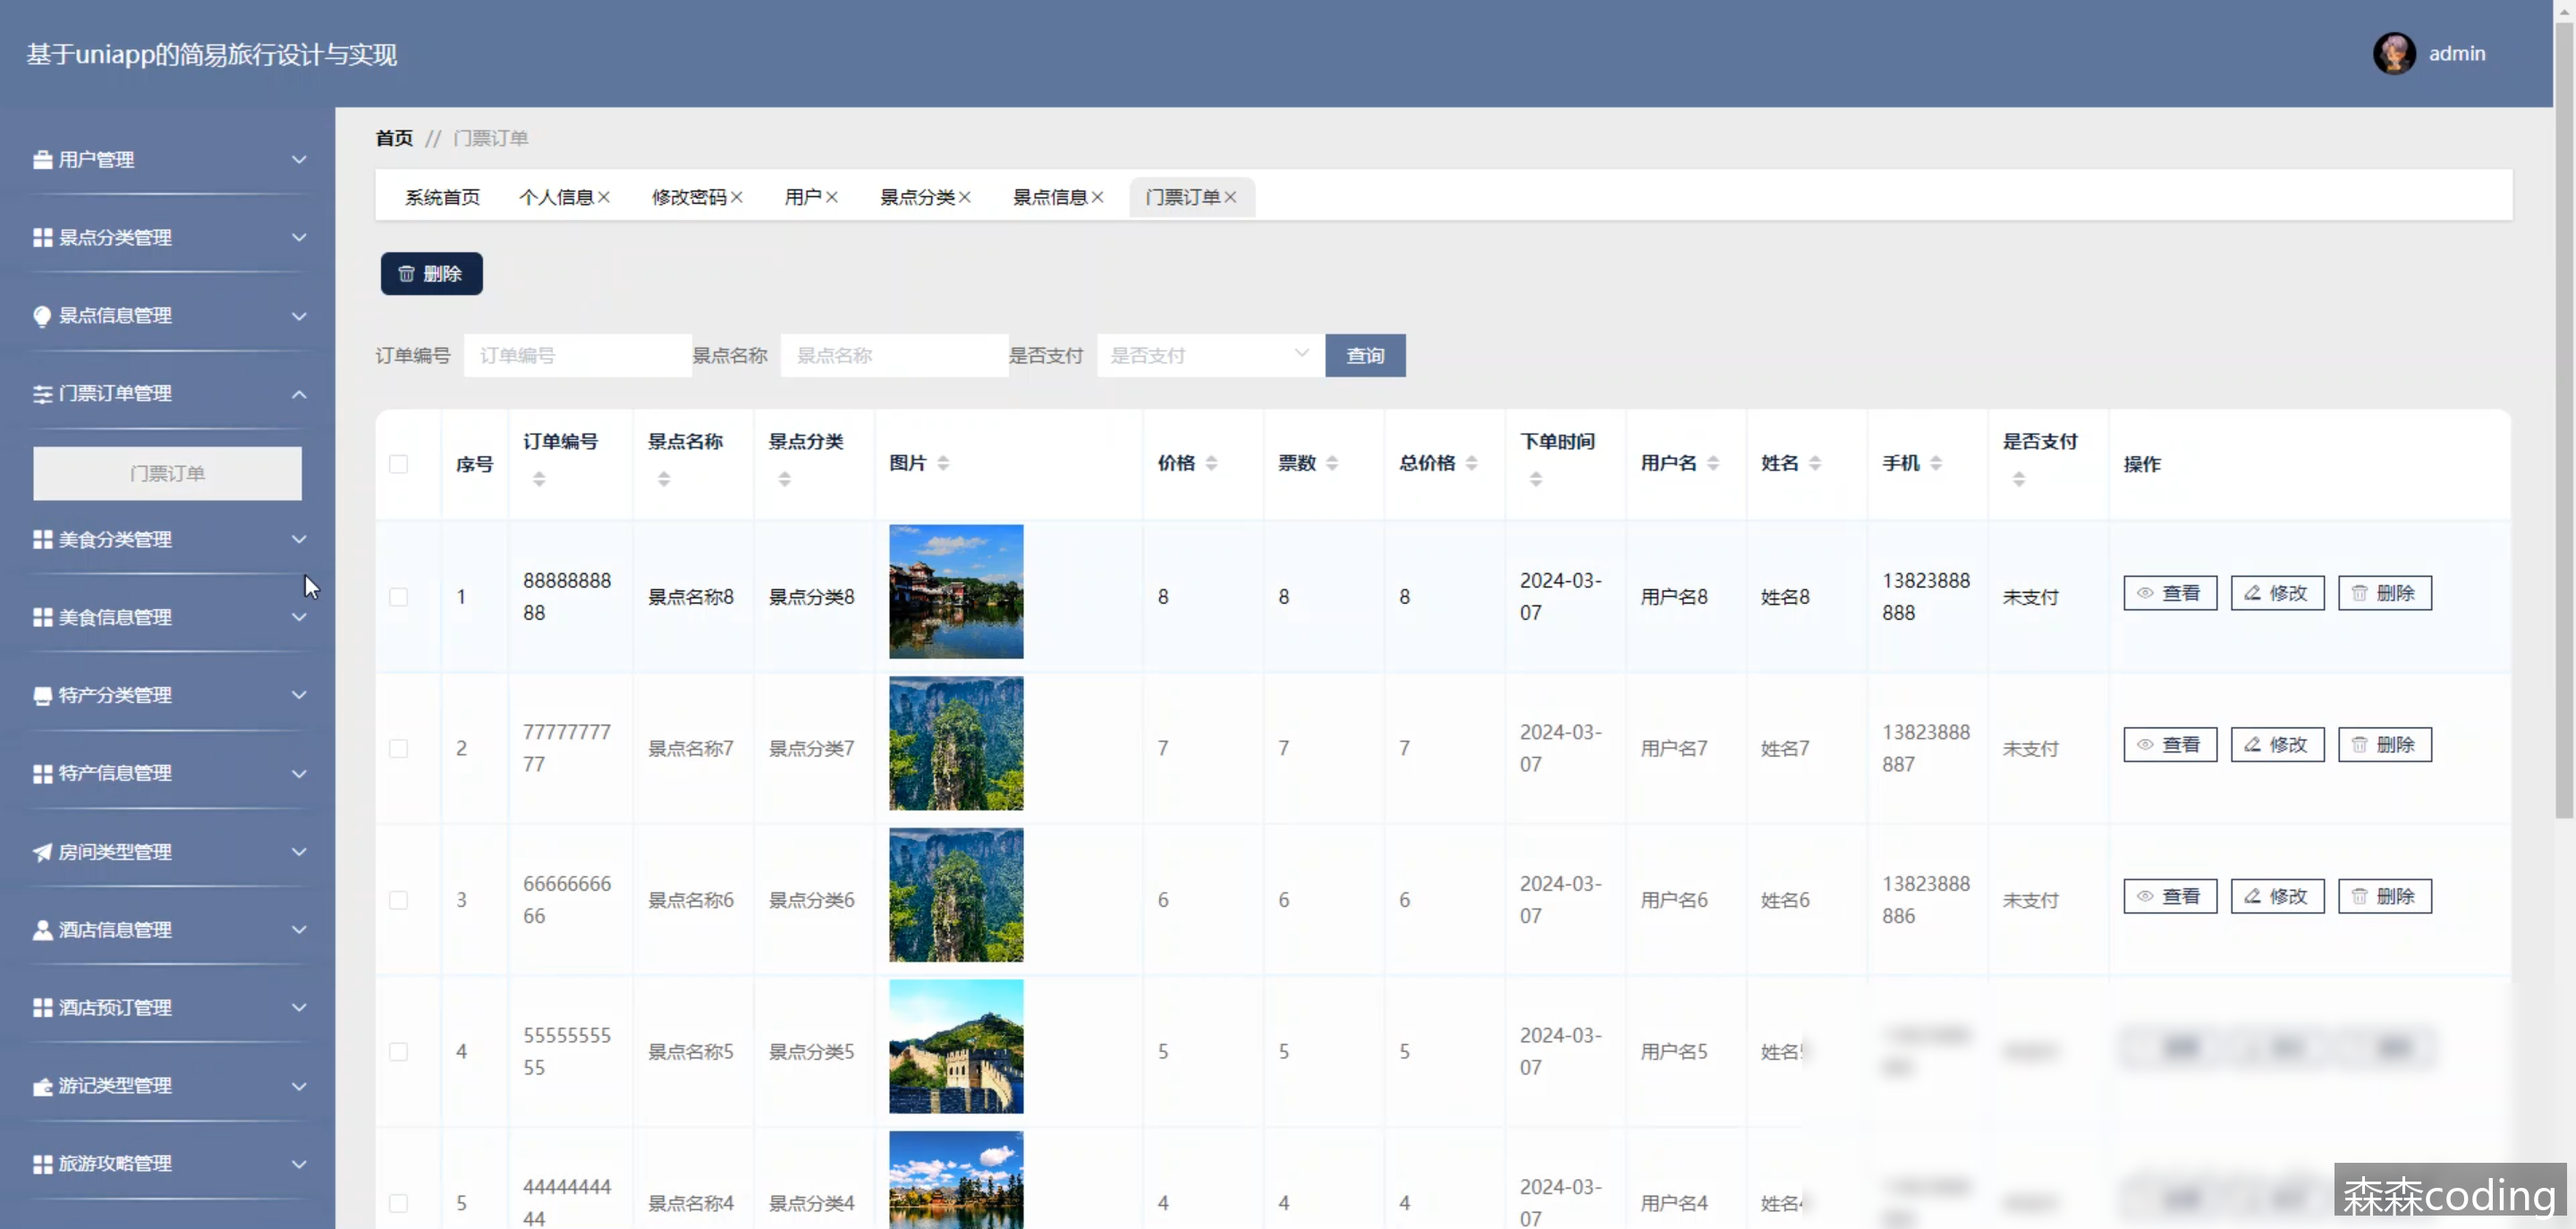 基于uniapp的简易旅行设计与实现
admin
用户管理
景点分类管理
景点信息管理
门票订单管理
门票订单
美食分类管理
美食信息管理
特产分类管理
特产信息管理
房间类型管理
酒店信息管理
酒店预订管理
游记类型管理
旅游攻略管理
首页 // 门票订单
系统首页 个人信息 修改密码 用户 景点分类 景点信息 门票订单
删除
订单编号 订单编号 景点名称 景点名称 是否支付 是否支付 查询
序号 订单编号 景点名称 景点分类 图片 价格 票数 总价格 下单时间 用户名 姓名 手机 是否支付 操作
1 88888888 景点名称8 景点分类8 8 8 8 2024-03- 用户名8 姓名8 13823888 未支付 查看 修改 删除
88 07 888
2 77777777 景点名称7 景点分类7 7 7 7 2024-03- 用户名7 姓名7 13823888 未支付 查看 修改 删除
77 07 887
3 66666666 景点名称6 景点分类6 6 6 6 2024-03- 用户名6 姓名6 13823888 未支付 查看 修改 删除
66 07 886
4 55555555 景点名称5 景点分类5 5 5 5 2024-03- 用户名5 姓名
55 07
5 44444444 景点名称4 景点分类4 4 4 4 2024-03- 用户名4 姓名
44 07
森森coding